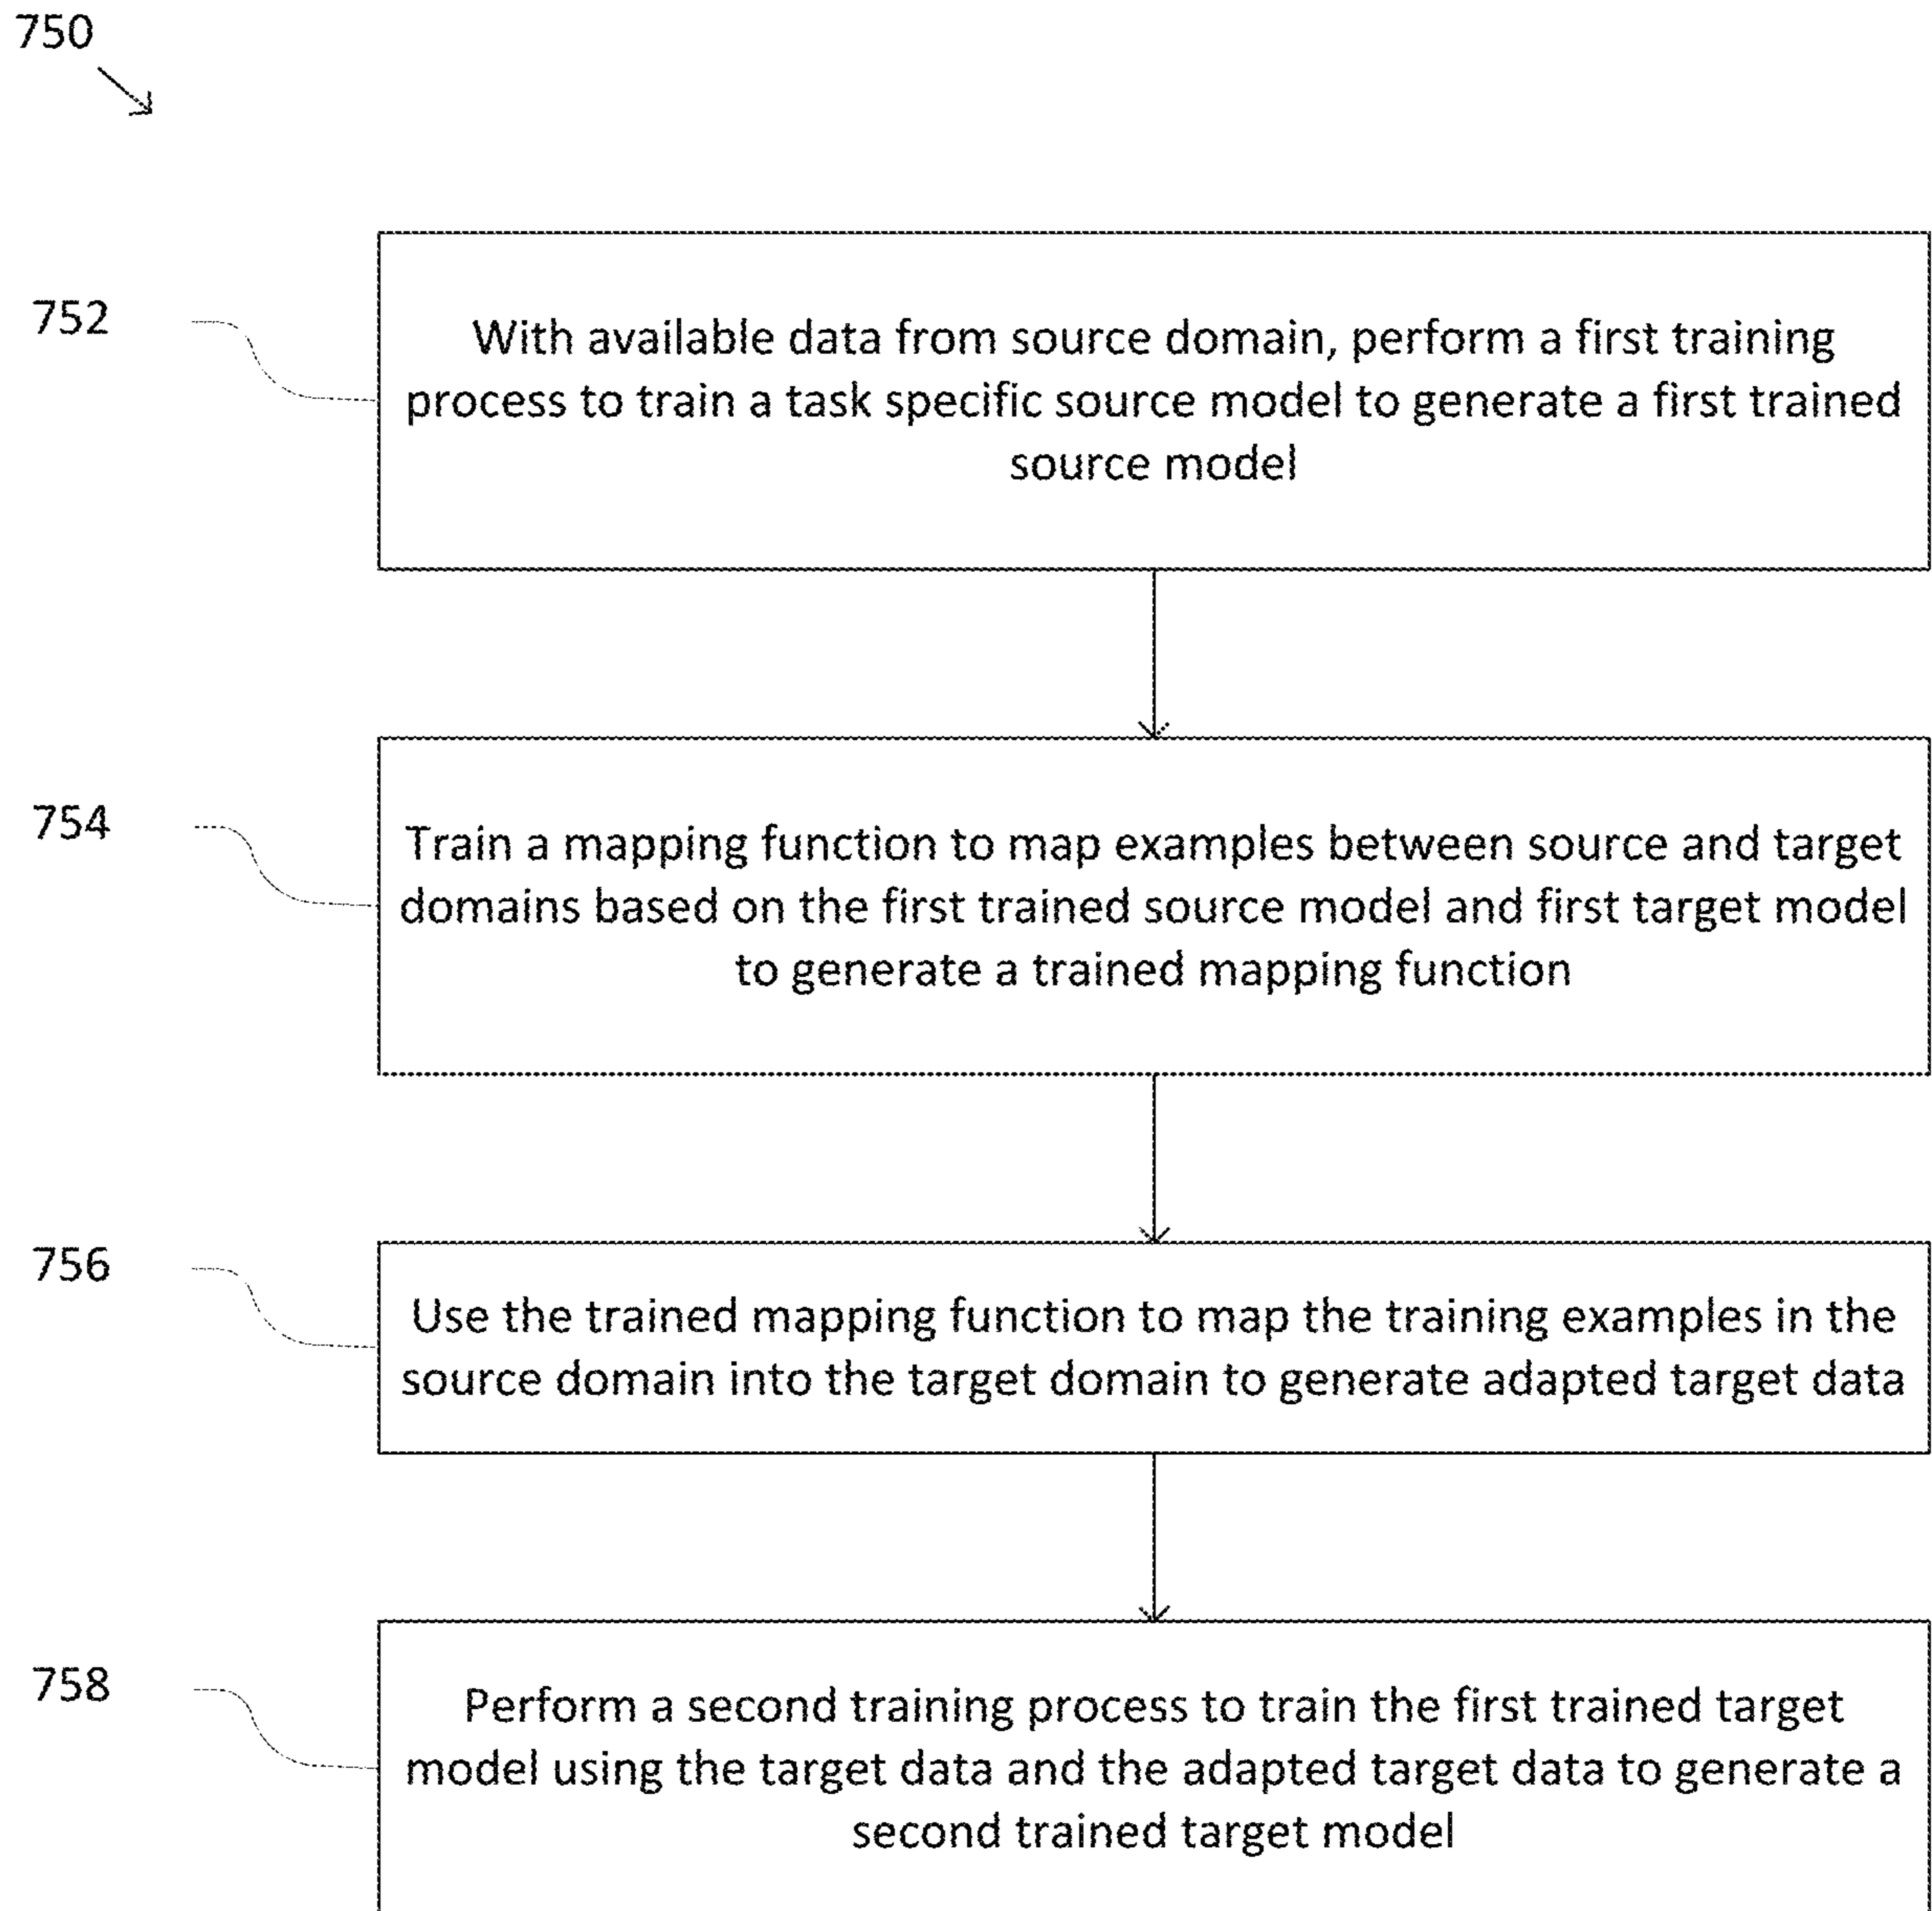 750
752
With available data from source domain, perform a first training
process to train a task specific source model to generate a first trained
source model
754
Train a mapping function to map examples between source and target
domains based on the first trained source model and first target model
to generate a trained mapping function
756
Use the trained mapping function to map the training examples in the
source domain into the target domain to generate adapted target data
758
Perform a second training process to train the first trained target
model using the target data and the adapted target data to generate a
second trained target model